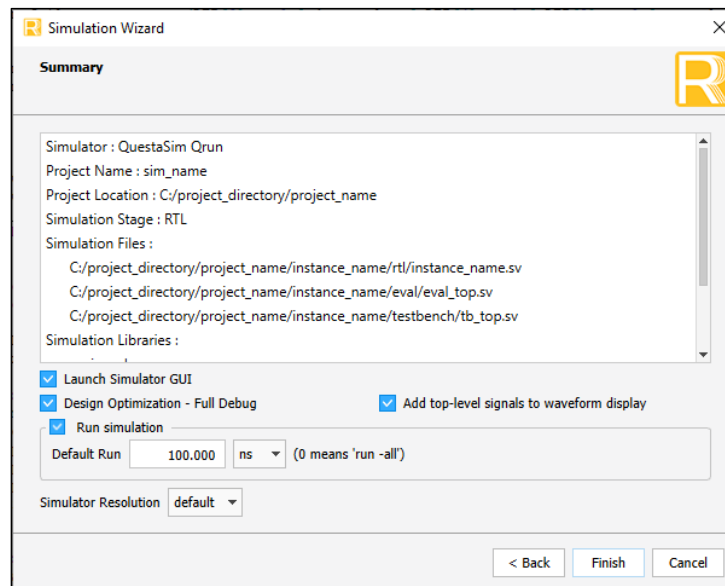 Simulation Wizard
Summary
Simulator : QuestaSim Qrun
Project Name : sim_name
Project Location : C:/project_directory/project_name
Simulation Stage : RTL
Simulation Files :
C:/project_directory/project_name/instance_name/rtl/instance_name.sv
C:/project_directory/project_name/instance_name/eval/eval_top.sv
C:/project_directory/project_name/instance_name/testbench/tb_top.sv
Simulation Libraries :
Launch Simulator GUI
Design Optimization - Full Debug Add top-level signals to waveform display
Run simulation
Default Run 100.000 ns (0 means 'run -all')
Simulator Resolution default
< Back Finish Cancel